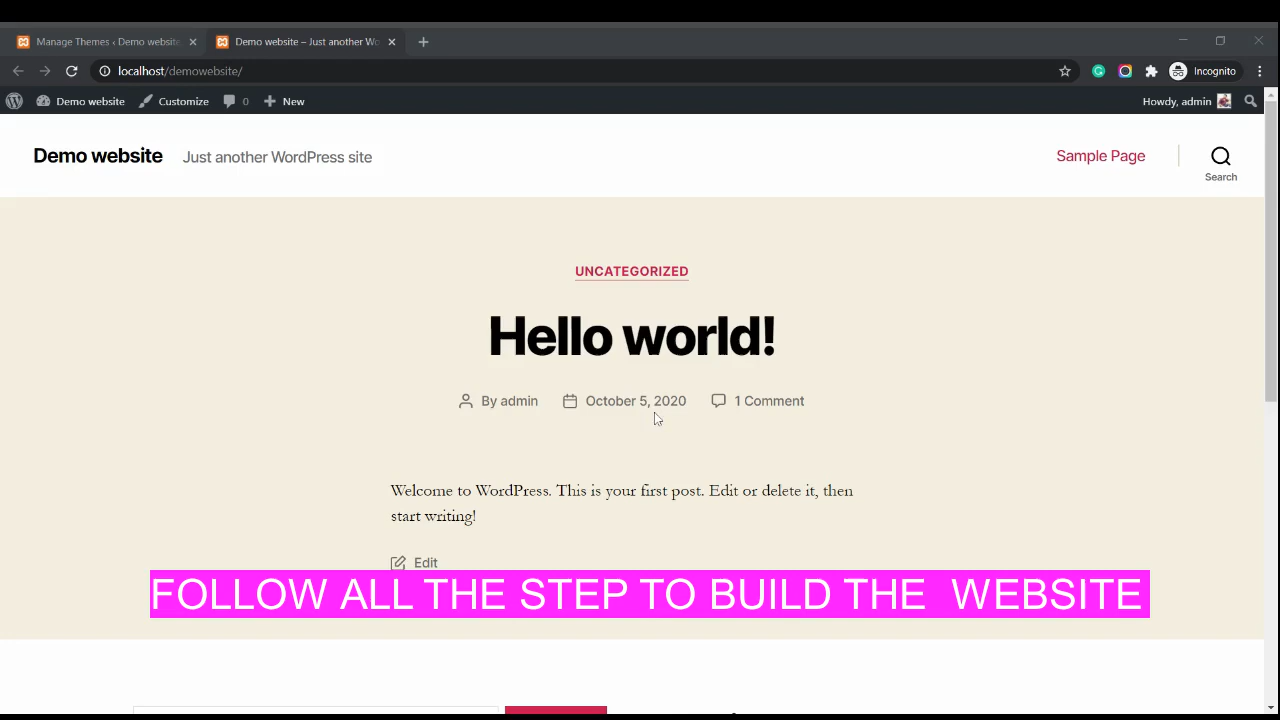 Manage Themes ‹ Demo website
Demo website – Just another Wo
localhost/demowebsite/
Incognito
Demo website
Customize
0
New
Howdy, admin
Demo website
Just another WordPress site
Sample Page
Search
UNCATEGORIZED
Hello world!
By admin
October 5, 2020
1 Comment
Welcome to WordPress. This is your first post. Edit or delete it, then
start writing!
Edit
FOLLOW ALL THE STEP TO BUILD THE  WEBSITE